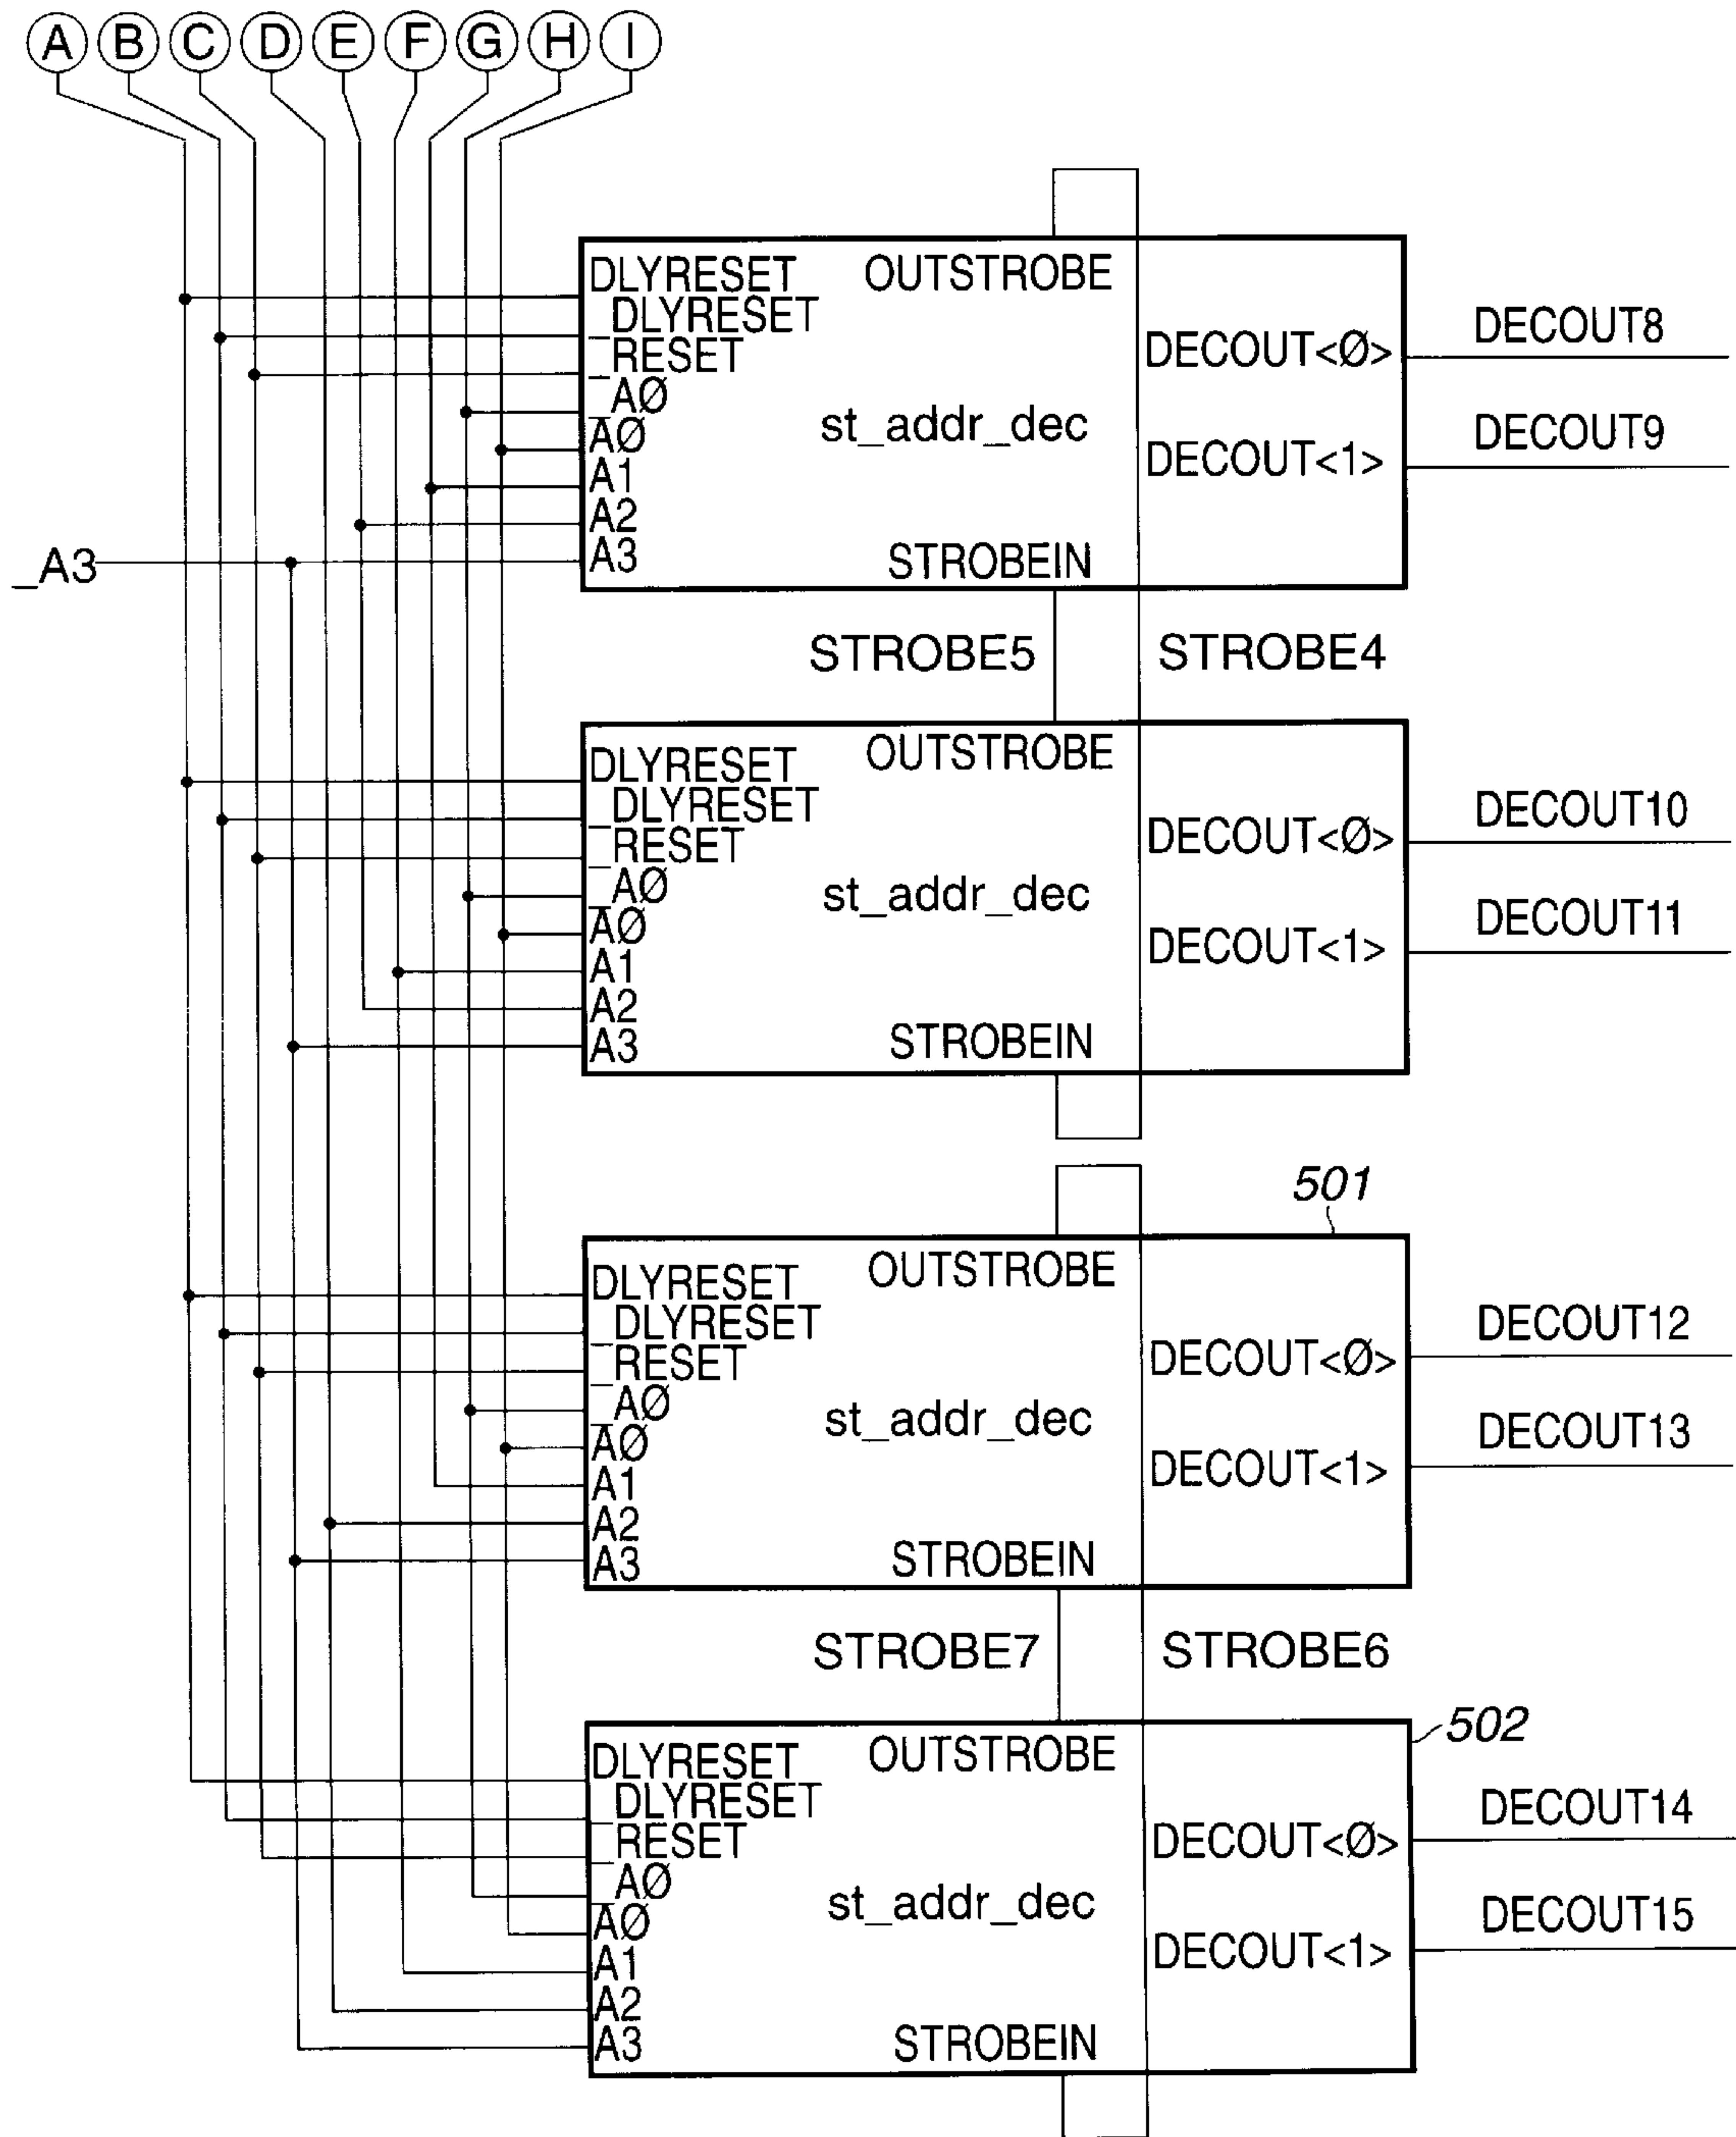 A B C D E F G H I
DLYRESET
OUTSTROBE
_DLYRESET
_RESET
DECOUT<Ø>
DECOUT8
_AØ
st_addr_dec
AØ
DECOUT<1>
DECOUT9
A1
A2
A3
STROBEIN
_A3
STROBE5
STROBE4
DLYRESET
OUTSTROBE
_DLYRESET
_RESET
DECOUT<Ø>
DECOUT10
_AØ
st_addr_dec
AØ
DECOUT<1>
DECOUT11
A1
A2
A3
STROBEIN
501
DLYRESET
OUTSTROBE
_DLYRESET
_RESET
DECOUT<Ø>
DECOUT12
_AØ
st_addr_dec
AØ
DECOUT<1>
DECOUT13
A1
A2
A3
STROBEIN
STROBE7
STROBE6
502
DLYRESET
OUTSTROBE
_DLYRESET
_RESET
DECOUT<Ø>
DECOUT14
_AØ
st_addr_dec
AØ
DECOUT<1>
DECOUT15
A1
A2
A3
STROBEIN